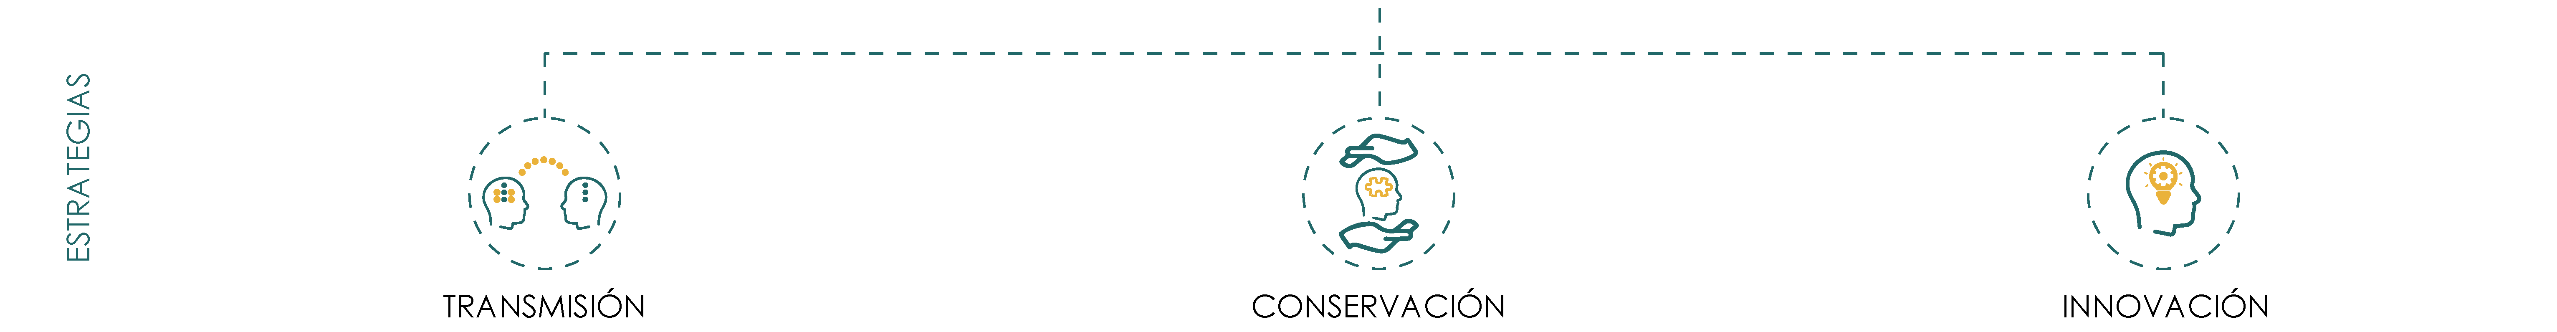 ESTRATEGIAS
TRANSMISIÓN
CONSERVACIÓN
INNOVACIÓN